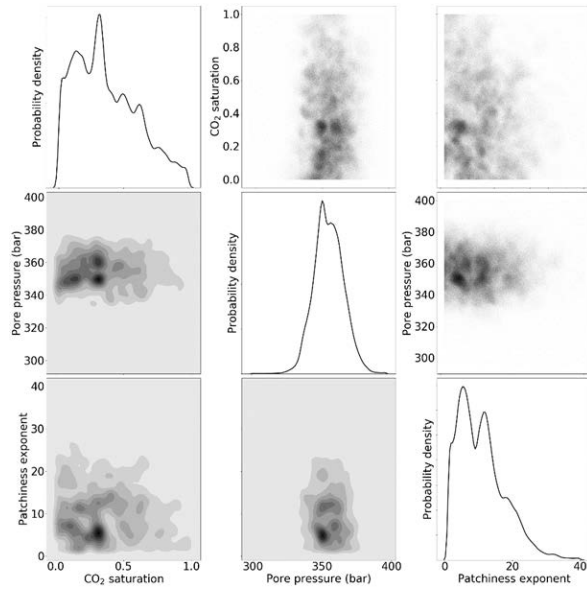 Probability density
CO2 saturation
1.0
0.8
0.6
0.4
0.2
0.0
Pore pressure (bar)
400
380
360
340
320
300
Probability density
Pore pressure (bar)
400
380
360
340
320
300
Patchiness exponent
40
30
20
10
0
0.0 0.5 1.0
CO2 saturation
300 350 400
Pore pressure (bar)
Probability density
0 20 40
Patchiness exponent